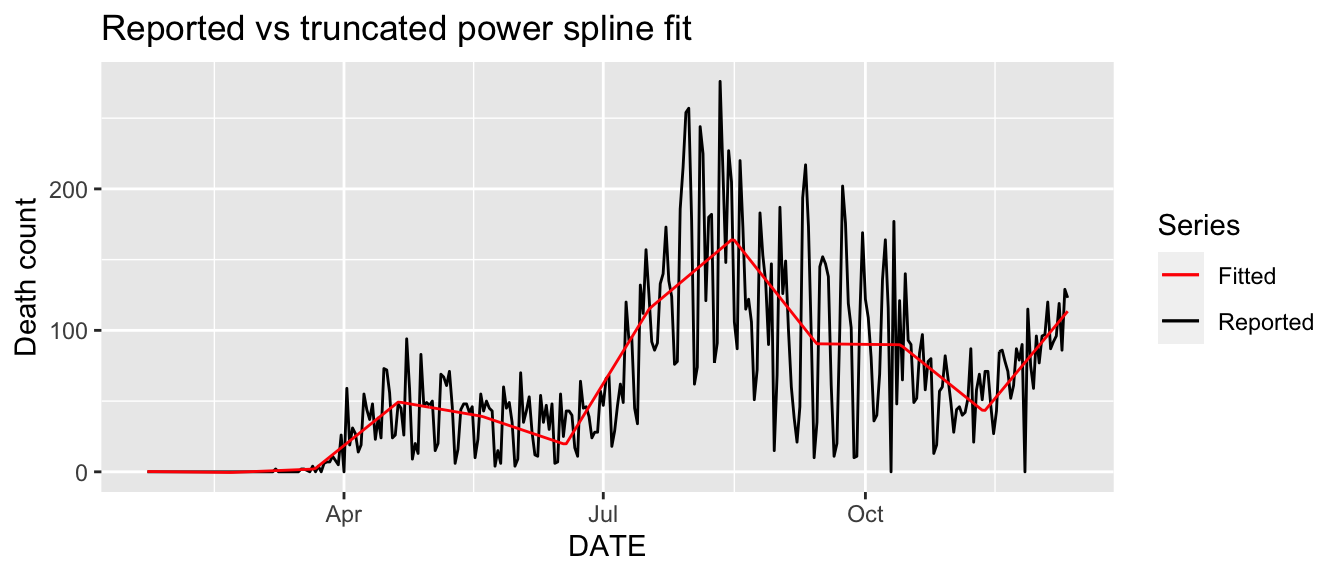 Reported vs truncated power spline fit
Death count
200
100
0
Apr
Jul
Oct
DATE
Series
Fitted
Reported